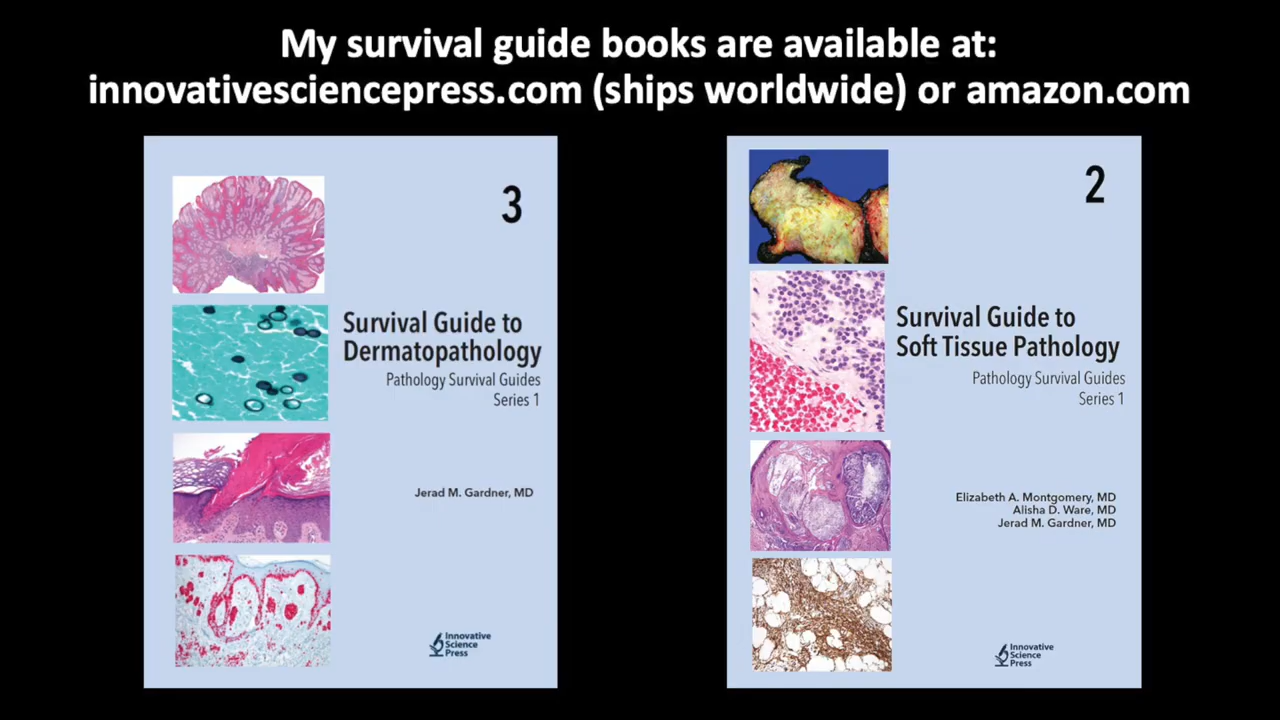 My survival guide books are available at:
innovativesciencepress.com (ships worldwide) or amazon.com
3
Survival Guide to
Dermatopathology
Pathology Survival Guides
Series 1
Jerad M. Gardner, MD
Innovative
Science
Press
2
Survival Guide to
Soft Tissue Pathology
Pathology Survival Guides
Series 1
Elizabeth A. Montgomery, MD
Alisha D. Ware, MD
Jerad M. Gardner, MD
Innovative
Science
Press